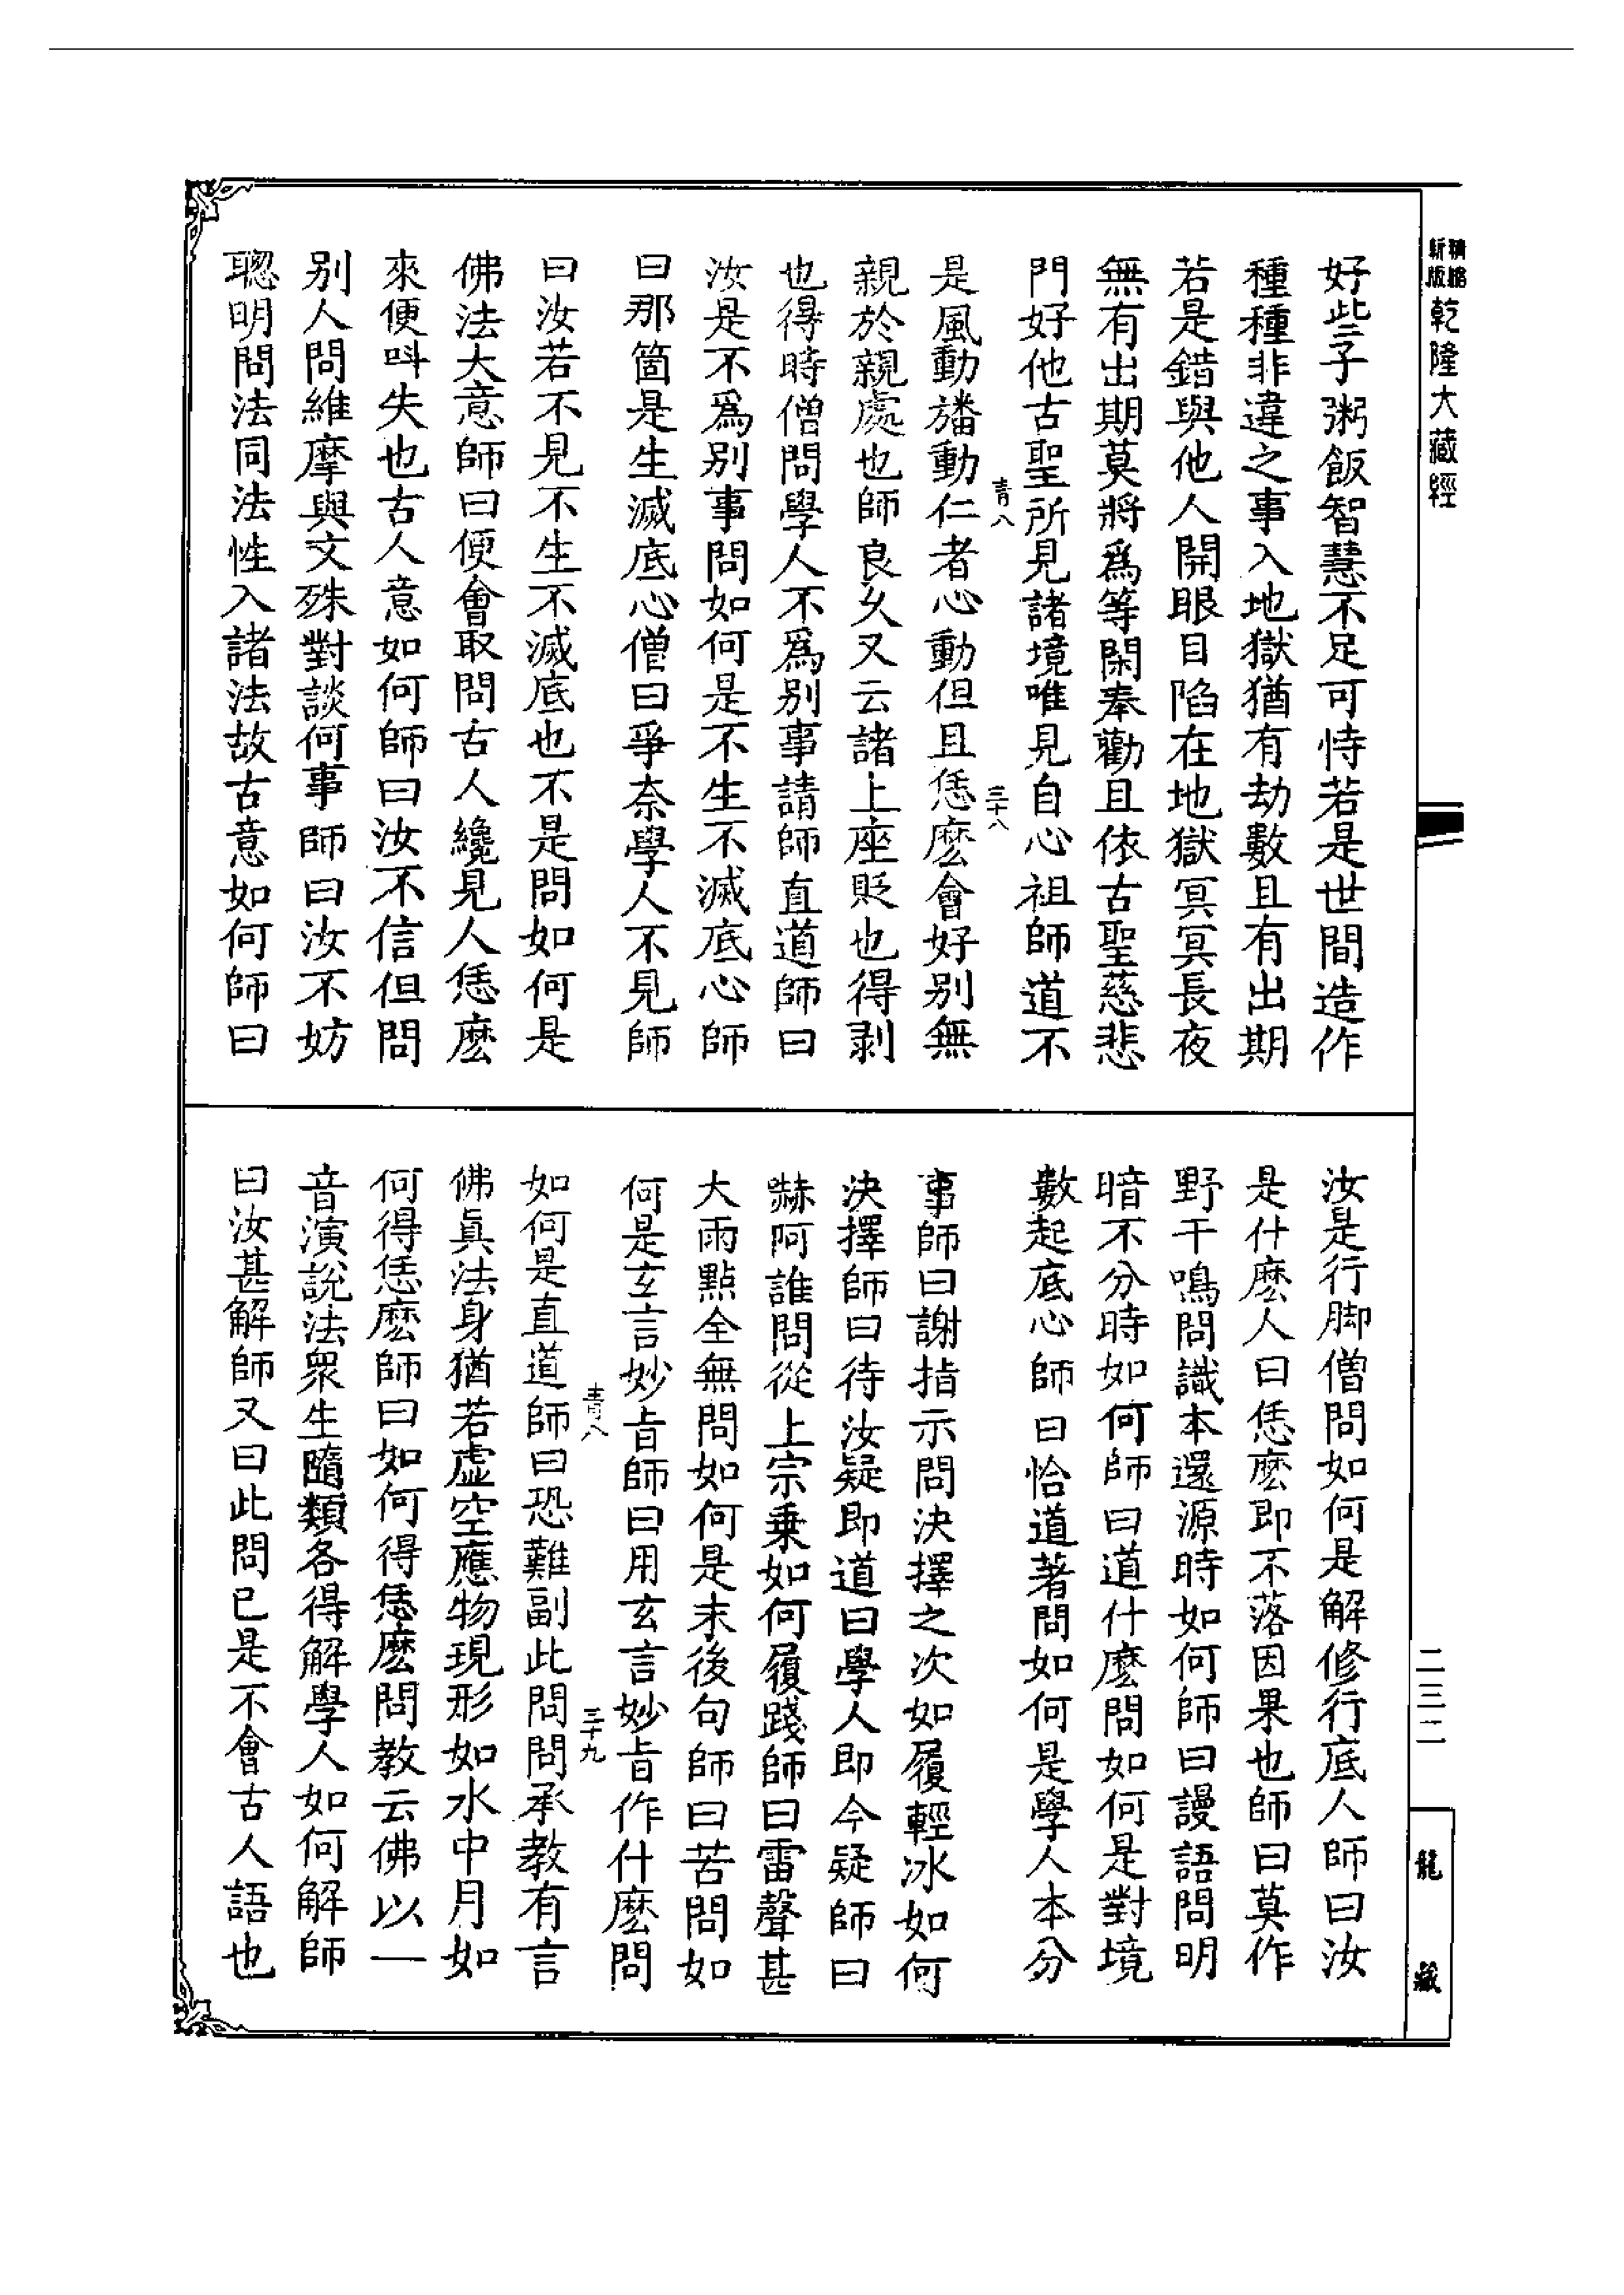 精縮
新版
乾隆大藏經
好些子粥飯智慧不足可恃若是世間造作
種種非違之事入地獄猶有劫數且有出期
若是錯與他人開眼目陷在地獄冥冥長夜
無有出期莫將爲等閑奉勸且依古聖慈悲
門好他古聖所見諸境唯見自心祖師道不
青八
三十八
是風動旛動仁者心動但且恁麽會好別無
親於親處也師良久又云諸上座貶也得剥
也得時僧問學人不爲別事請師直道師曰
汝是不爲別事問如何是不生不滅底心師
曰那箇是生滅底心僧曰爭奈學人不見師
曰汝若不見不生不滅底也不是問如何是
佛法大意師曰便會取問古人纔見人恁麽
來便呌失也古人意如何師曰汝不信但問
別人問維摩與文殊對談何事師曰汝不妨
聰明問法同法性入諸法故古意如何師曰
汝是行脚僧問如何是解修行底人師曰汝
是什麽人曰恁麽即不落因果也師曰莫作
野干鳴問識本還源時如何師曰謾語問明
暗不分時如何師曰道什麽問如何是對境
數起底心師曰恰道著問如何是學人本分
事師曰謝指示問決擇之次如履輕冰如何
決擇師曰待汝疑即道曰學人即今疑師曰
嚇阿誰問從上宗乗如何履踐師曰雷聲甚
大雨點全無問如何是末後句師曰苦問如
何是玄言妙旨師曰用玄言妙旨作什麽問
青八
三十九
如何是直道師曰恐難副此問問承教有言
佛眞法身猶若虛空應物現形如水中月如
何得恁麽師曰如何得恁麽問教云佛以一
音演說法衆生隨類各得解學人如何解師
曰汝甚解師又曰此問已是不會古人語也
二三二
龍藏